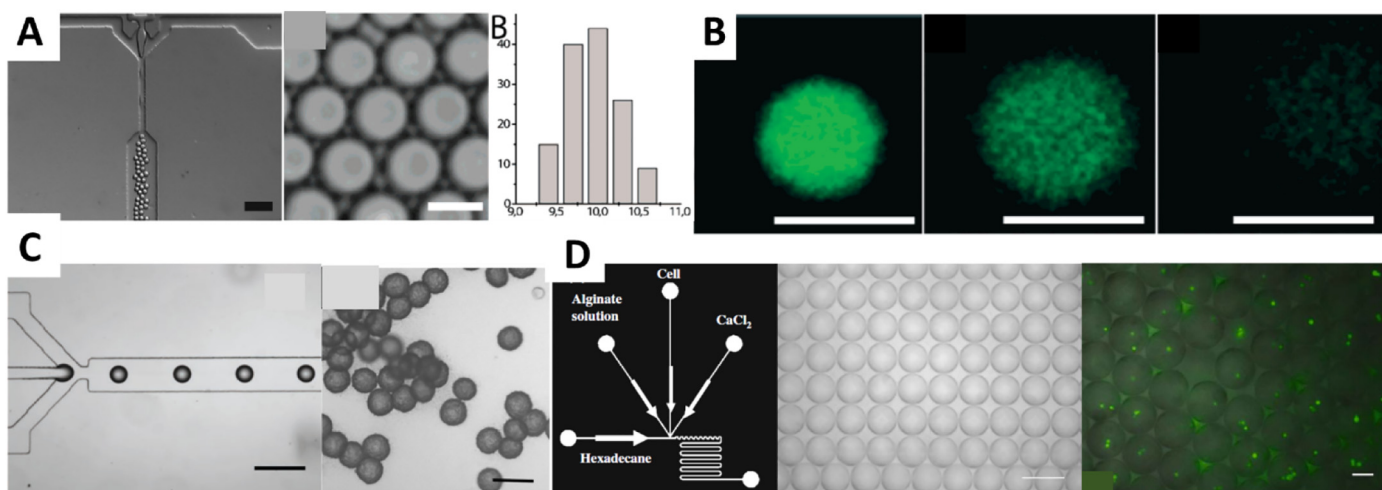 A
B
40
30
20
10
0
9,0
9,5
10,0
10,5
11,0
B
C
D
Cell
Alginate
solution
CaCl₂
Hexadecane